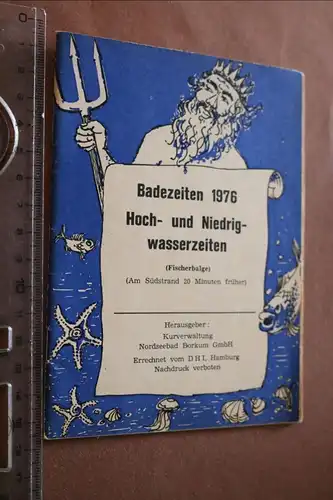 Badezeiten 1976
Hoch- und Niedrig-
wasserzeiten
(Fischerbalge)
(Am Südstrand 20 Minuten früher)
Herausgeber:
Kurverwaltung
Nordseebad Borkum GmbH
Errechnet vom DHI, Hamburg
Nachdruck verboten